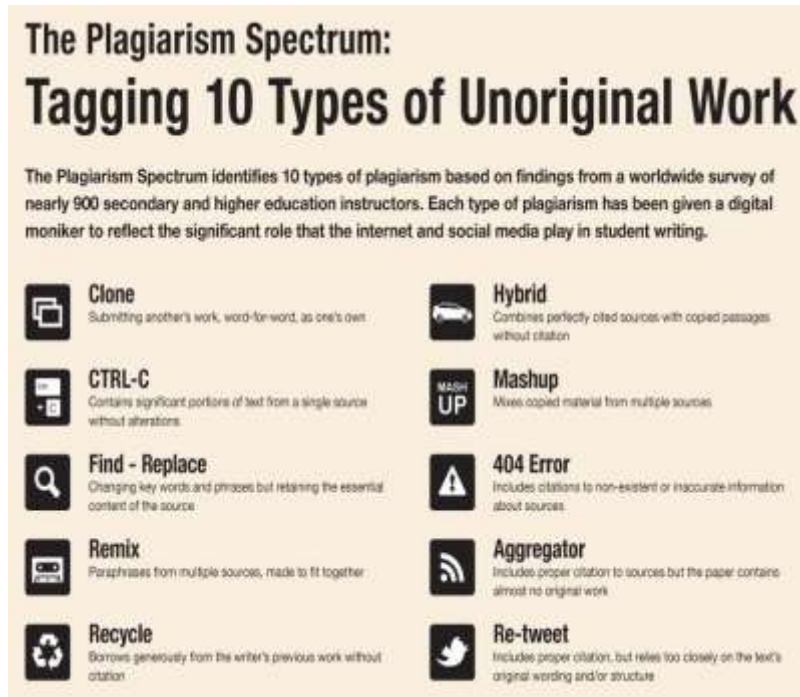 The Plagiarism Spectrum:
Tagging 10 Types of Unoriginal Work
The Plagiarism Spectrum identifies 10 types of plagiarism based on findings from a worldwide survey of
nearly 900 secondary and higher education instructors. Each type of plagiarism has been given a digital
moniker to reflect the significant role that the internet and social media play in student writing.
Clone
Submitting another's work, word-for-word, as one's own
CTRL-C
Contains significant portions of text from a single source
without alterations
+ C
Find - Replace
Changing key words and phrases but retaining the essential
content of the source
Remix
Paraphrases from multiple sources, made to fit together
Recycle
Borrows generously from the writer's previous work without
citation
Hybrid
Combines perfectly cited sources with copied passages
without citation
MASH
UP
Mashup
Mixes copied material from multiple sources
404 Error
Includes citations to non-existent or inaccurate information
about sources
Aggregator
Includes proper citation to sources but the paper contains
almost no original work
Re-tweet
Includes proper citation, but relies too closely on the text's
original wording and/or structure